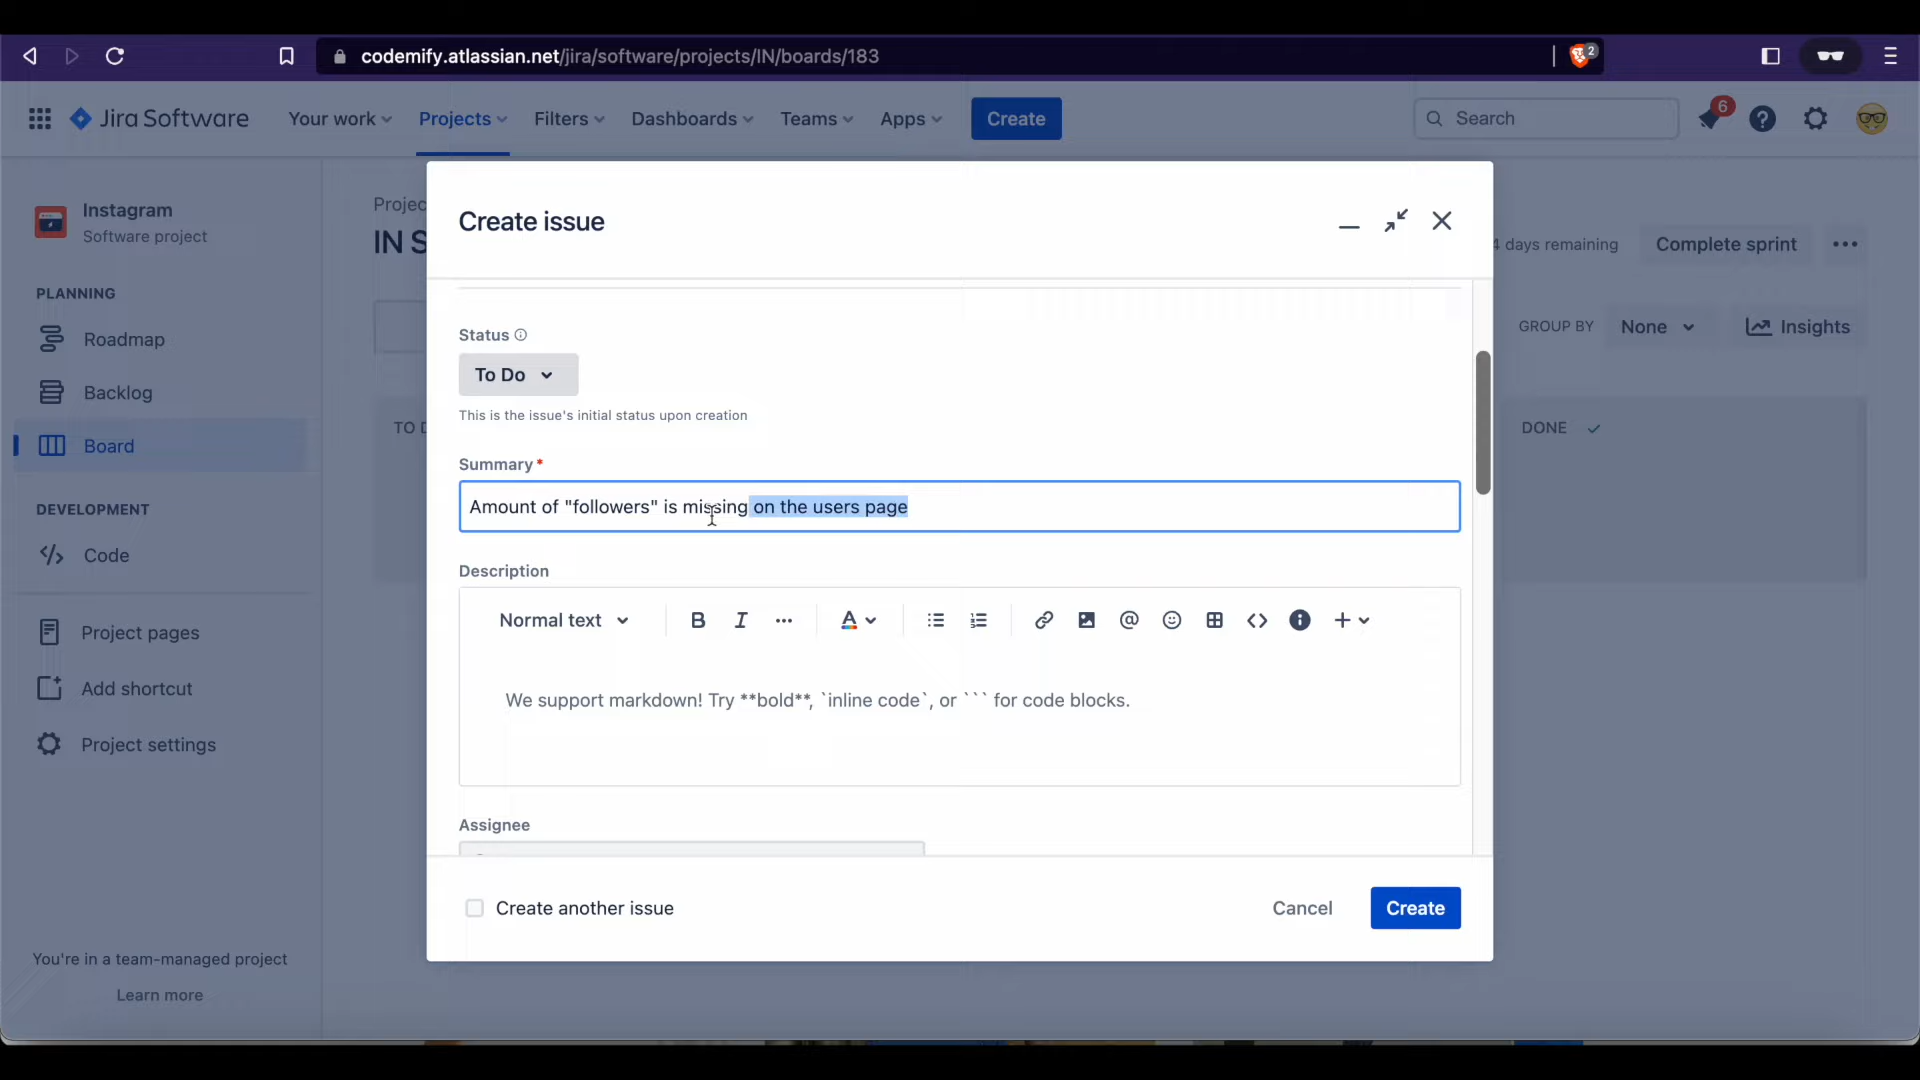 codemify.atlassian.net/jira/software/projects/IN/boards/183
2
Jira Software
Your work
Projects
Filters
Dashboards
Teams
Apps
Create
Search
6
Instagram
Software project
PLANNING
Roadmap
Backlog
Board
DEVELOPMENT
Code
Project pages
Add shortcut
Project settings
You're in a team-managed project
Learn more
Projec
IN S
TO D
Create issue
Status
To Do
This is the issue's initial status upon creation
Summary *
Amount of "followers" is missing on the users page
Description
Normal text
We support markdown! Try **bold**, `inline code`, or ``` for code blocks.
Assignee
Create another issue
Cancel
Create
4 days remaining
Complete sprint
GROUP BY
None
Insights
DONE